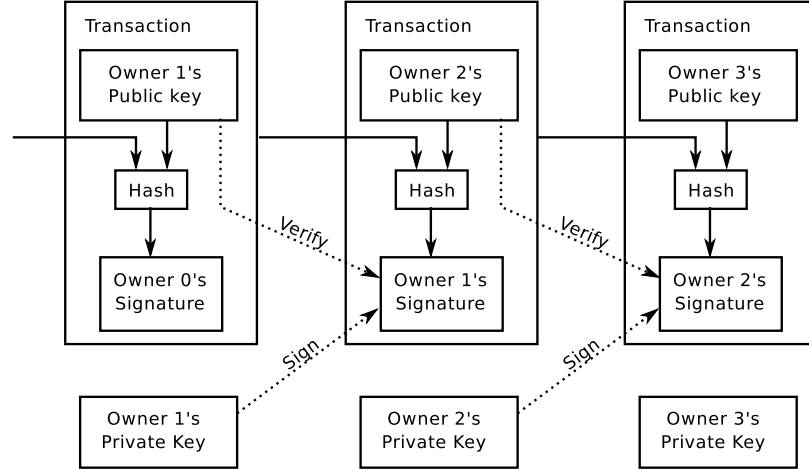 Transaction
Owner 1's
Public key
Hash
Verify
Owner 0's
Signature
Transaction
Owner 2's
Public key
Hash
Verify
Owner 1's
Signature
Transaction
Owner 3's
Public key
Hash
Owner 2's
Signature
Sign
Sign
Owner 1's
Private Key
Owner 2's
Private Key
Owner 3's
Private Key